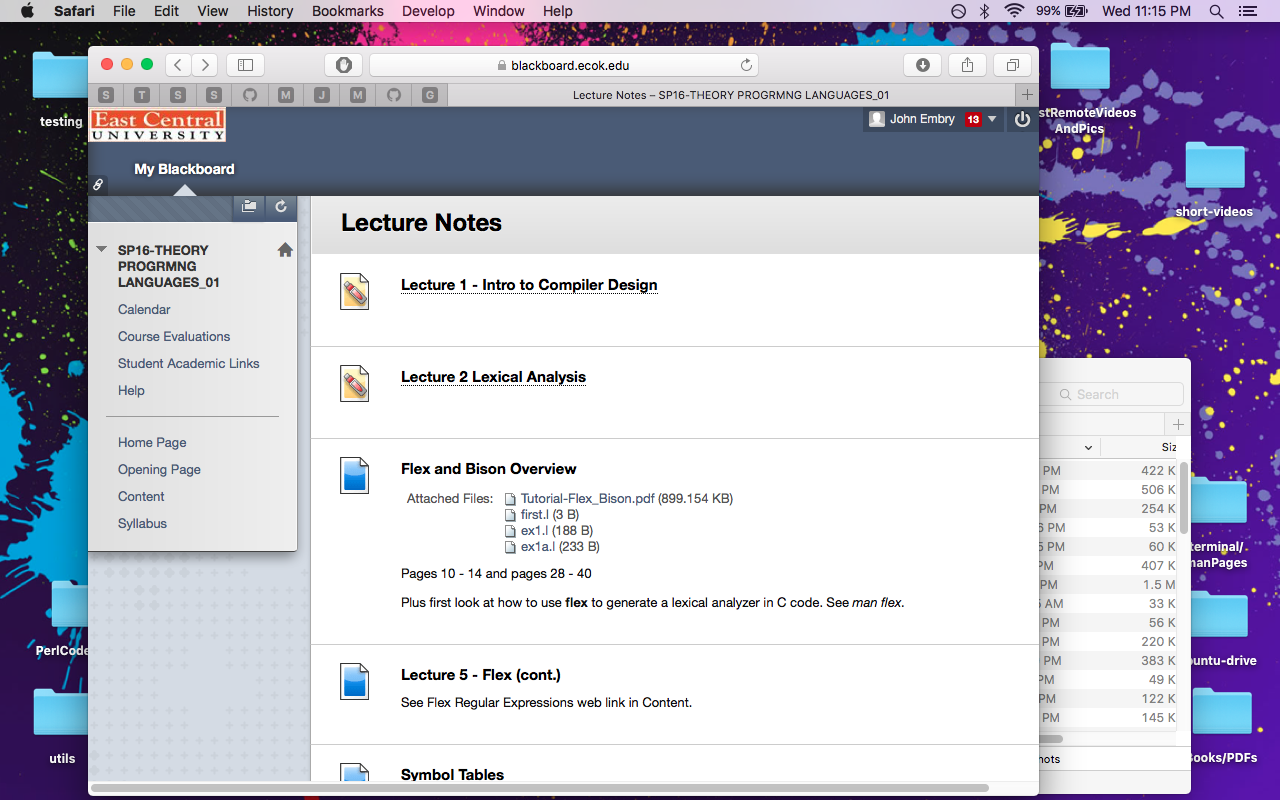 Safari File Edit View History Bookmarks Develop Window Help 99% Wed 11:15 PM
blackboard.ecok.edu
S T S S M J M G Lecture Notes – SP16-THEORY PROGRMNG LANGUAGES_01
East Central
UNIVERSITY
John Embry 13
My Blackboard
SP16-THEORY
PROGRMNG
LANGUAGES_01
Calendar
Course Evaluations
Student Academic Links
Help
Home Page
Opening Page
Content
Syllabus
Lecture Notes
Lecture 1 - Intro to Compiler Design
Lecture 2 Lexical Analysis
Flex and Bison Overview
Attached Files: Tutorial-Flex_Bison.pdf (899.154 KB)
first.l (3 B)
ex1.l (188 B)
ex1a.l (233 B)
Pages 10 - 14 and pages 28 - 40
Plus first look at how to use flex to generate a lexical analyzer in C code. See man flex.
Lecture 5 - Flex (cont.)
See Flex Regular Expressions web link in Content.
Symbol Tables
testing
PerlCode
utils
stRemoteVideos
AndPics
short-videos
terminal/
manPages
ubuntu-drive
Books/PDFs
Search
Siz
PM 422 K
PM 506 K
PM 254 K
6 PM 53 K
5 PM 60 K
PM 407 K
PM 1.5 M
5 AM 33 K
PM 56 K
PM 220 K
PM 383 K
PM 49 K
PM 122 K
PM 145 K
hots